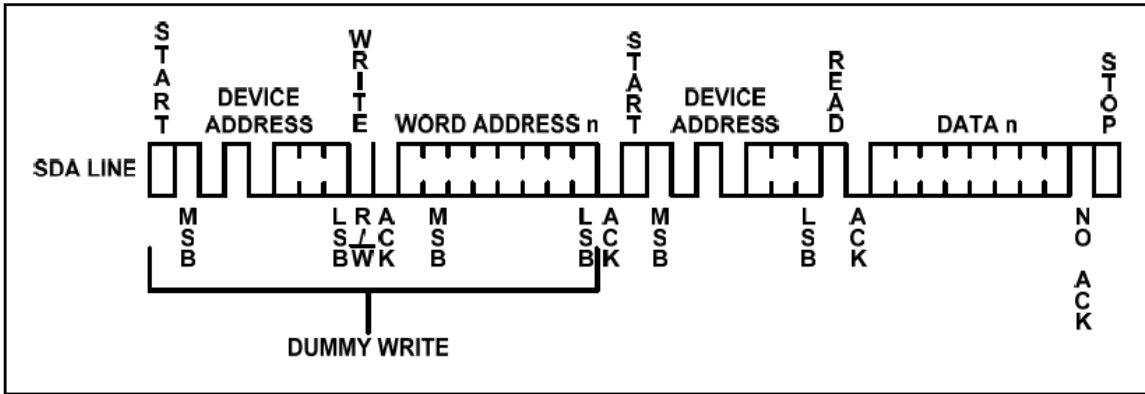 START
WRITE
START
READ
STOP
DEVICE
ADDRESS
WORD ADDRESS n
DEVICE
ADDRESS
DATA n
SDA LINE
MSB
LSB
R/W
ACK
MSB
LSB
ACK
MSB
LSB
ACK
NO ACK
DUMMY WRITE